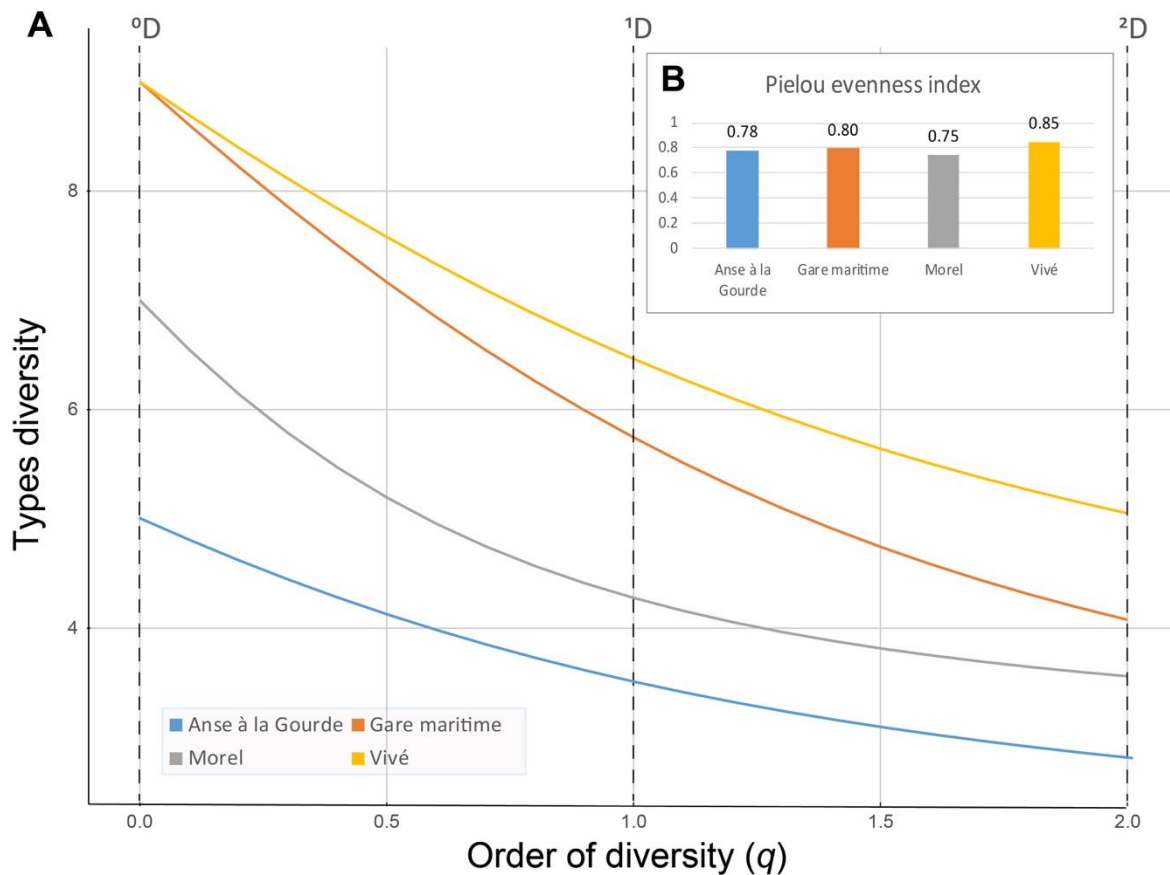 A
⁰D ¹D ²D
B
Pielou evenness index
1
0.8
0.6
0.4
0.2
0
0.78 0.80 0.75 0.85
Anse à la Gourde Gare maritime Morel Vivé
Types diversity
8
6
4
Anse à la Gourde Gare maritime
Morel Vivé
0.0 0.5 1.0 1.5 2.0
Order of diversity (q)